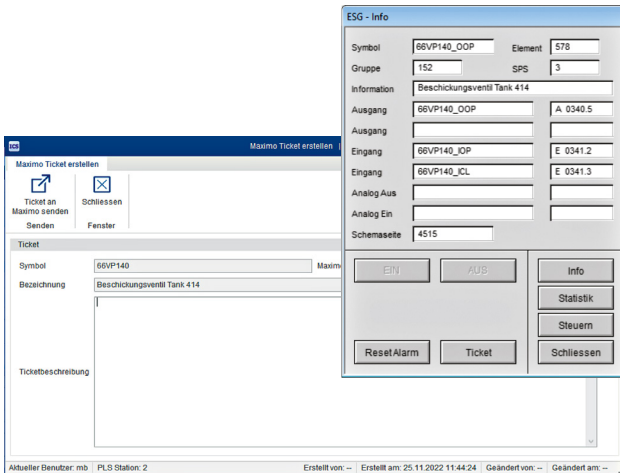 ESG - Info
Symbol 66VP140_OOP Element 578
Gruppe 152 SPS 3
Information Beschickungsventil Tank 414
Ausgang 66VP140_OOP A 0340.5
Ausgang
Eingang 66VP140_IOP E 0341.2
Eingang 66VP140_ICL E 0341.3
Analog Aus
Analog Ein
Schemaseite 4515
EIN AUS Info
Statistik
Steuern
Reset Alarm Ticket Schliessen
ICS Maximo Ticket erstellen
Maximo Ticket erstellen
Ticket an
Maximo senden
Schliessen
Senden Fenster
Ticket
Symbol 66VP140
Bezeichnung Beschickungsventil Tank 414
Ticketbeschreibung
Aktueller Benutzer: mb PLS Station: 2 Erstellt von: -- Erstellt am: 25.11.2022 11:44:24 Geändert von: -- Geändert am: --